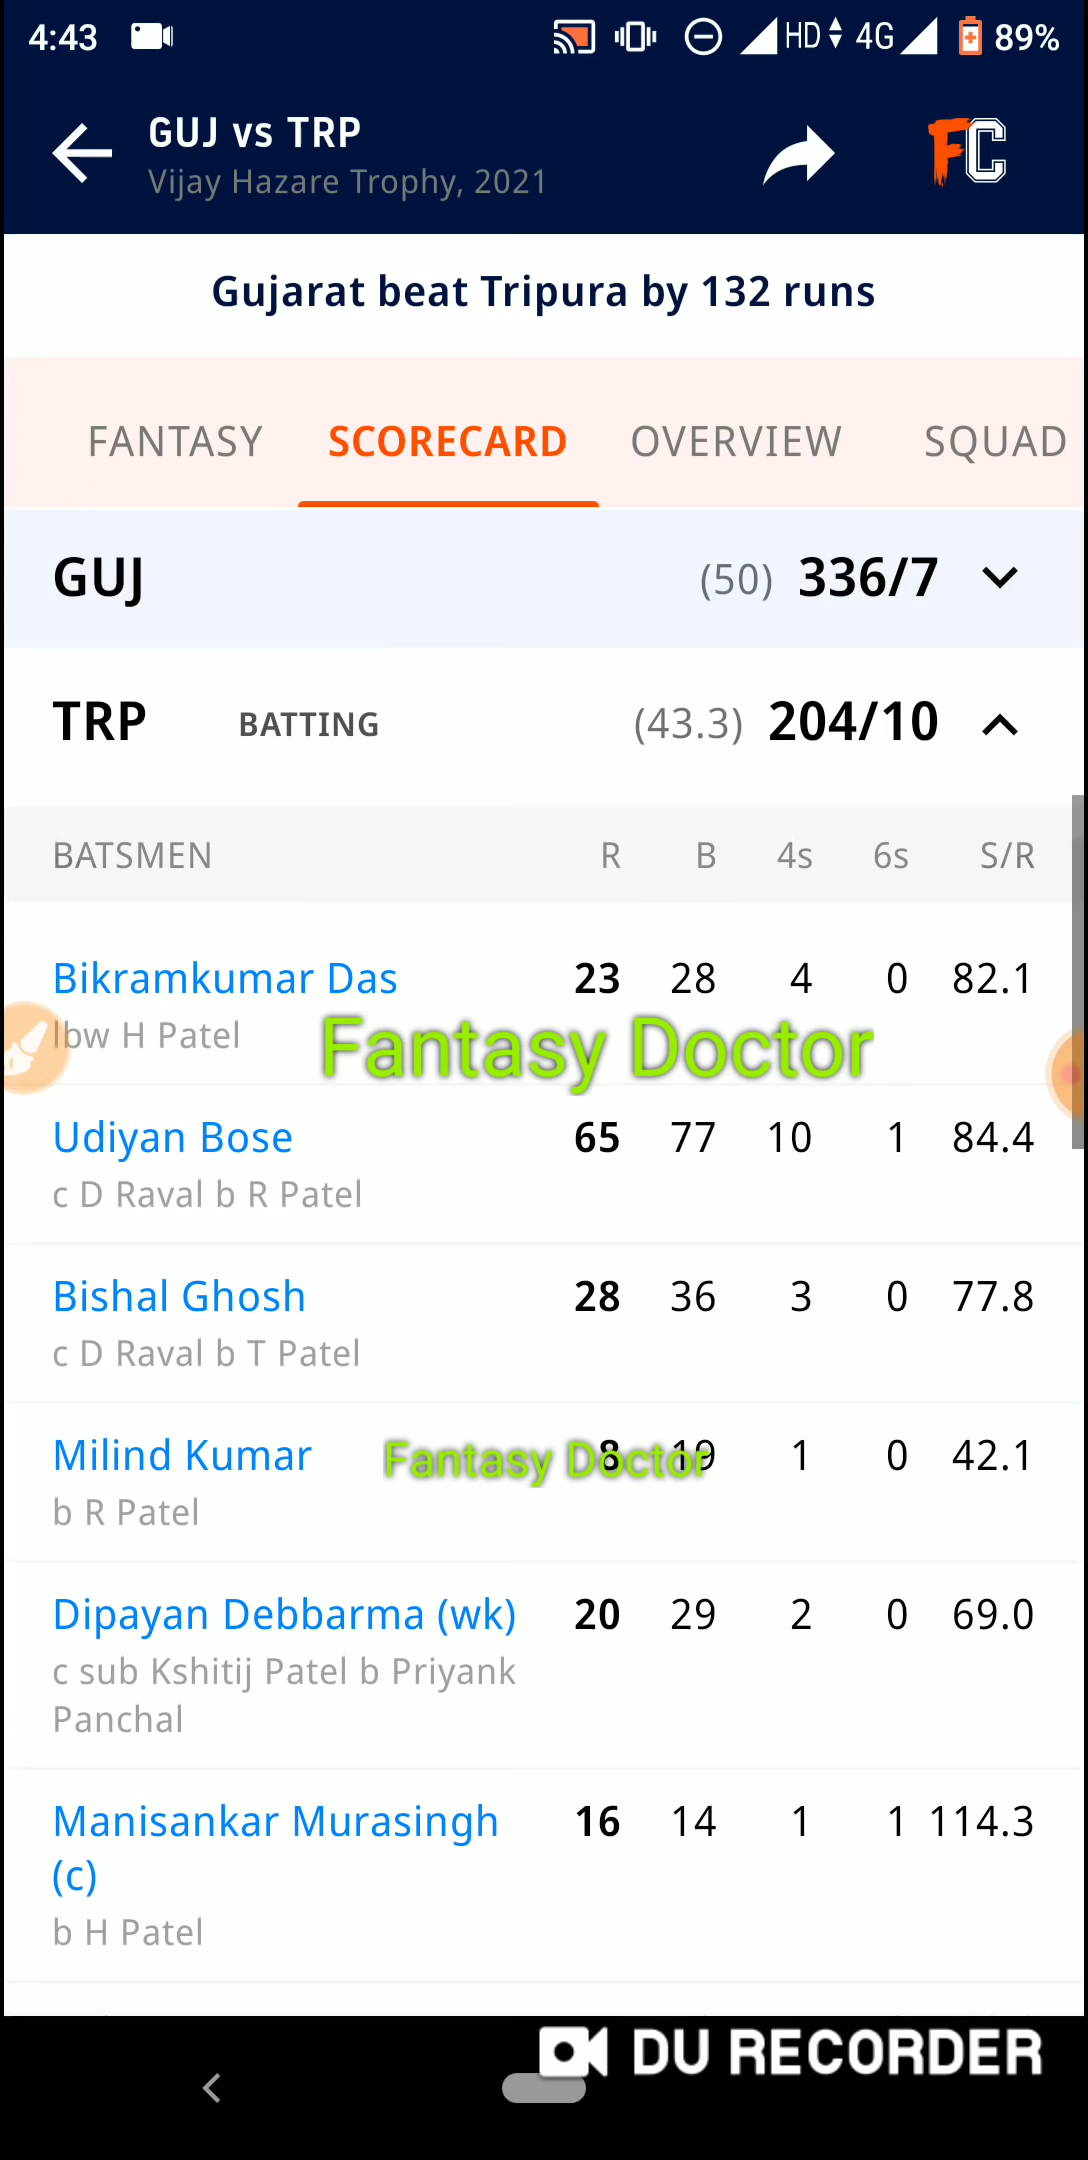 4:43 HD 4G 89%
GUJ vs TRP
Vijay Hazare Trophy, 2021
FC
Gujarat beat Tripura by 132 runs
FANTASY SCORECARD OVERVIEW SQUAD
GUJ (50) 336/7
TRP BATTING (43.3) 204/10
BATSMEN R B 4s 6s S/R
Bikramkumar Das 23 28 4 0 82.1
lbw H Patel
Fantasy Doctor
Udiyan Bose 65 77 10 1 84.4
c D Raval b R Patel
Bishal Ghosh 28 36 3 0 77.8
c D Raval b T Patel
Milind Kumar 8 19 1 0 42.1
Fantasy Doctor
b R Patel
Dipayan Debbarma (wk) 20 29 2 0 69.0
c sub Kshitij Patel b Priyank
Panchal
Manisankar Murasingh 16 14 1 1 114.3
(c)
b H Patel
DU RECORDER